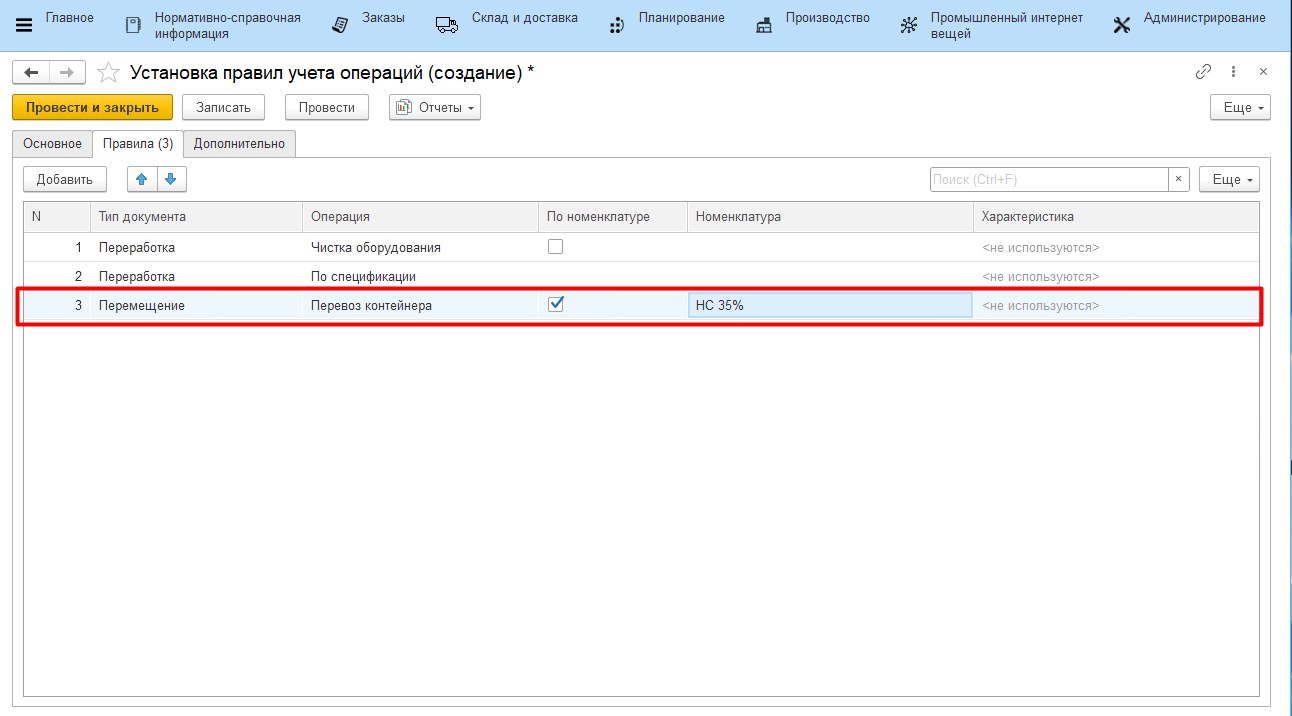 Главное
Нормативно-справочная
информация
Заказы
Склад и доставка
Планирование
Производство
Промышленный интернет
вещей
Администрирование
Установка правил учета операций (создание) *
Провести и закрыть
Записать
Провести
Отчеты
Еще
Основное
Правила (3)
Дополнительно
Добавить
Поиск (Ctrl+F)
×
Еще
N Тип документа Операция По номенклатуре Номенклатура Характеристика
1 Переработка Чистка оборудования <не используются>
2 Переработка По спецификации <не используются>
3 Перемещение Перевоз контейнера НС 35% <не используются>